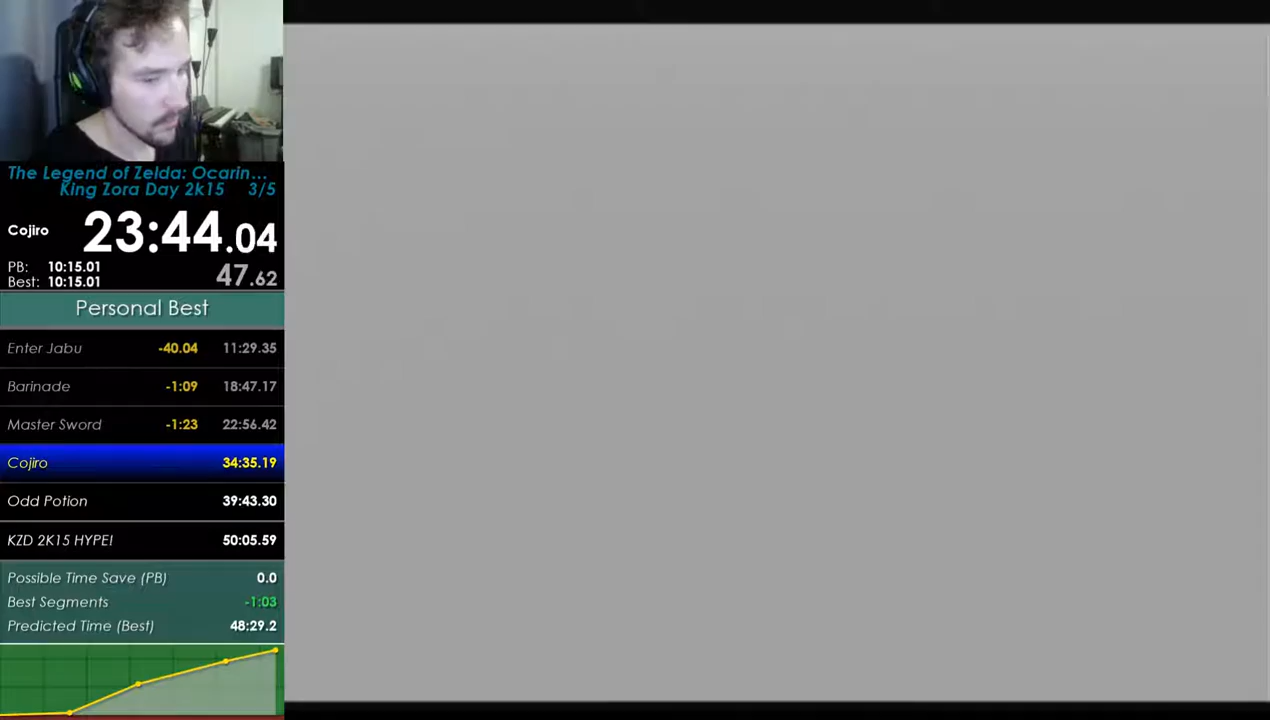 The Legend of Zelda: Ocarin...
King Zora Day 2k15 3/5
Cojiro 23:44.04
PB: 10:15.01 47.62
Best: 10:15.01
Personal Best
Enter Jabu -40.04 11:29.35
Barinade -1:09 18:47.17
Master Sword -1:23 22:56.42
Cojiro 34:35.19
Odd Potion 39:43.30
KZD 2K15 HYPE! 50:05.59
Possible Time Save (PB) 0.0
Best Segments -1:03
Predicted Time (Best) 48:29.2